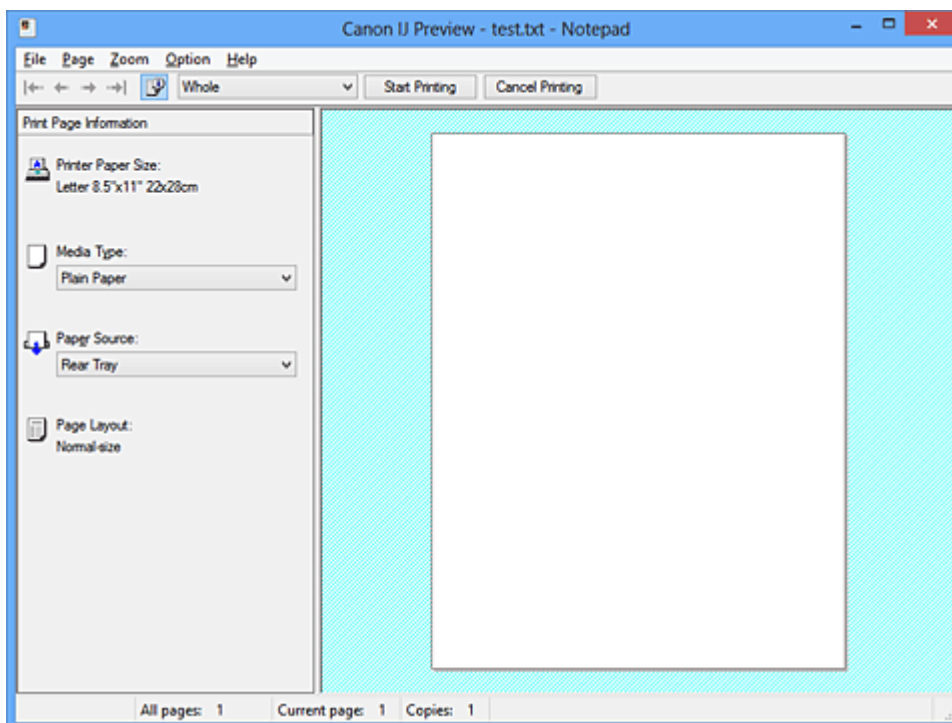 Canon IJ Preview - test.txt - Notepad
File Page Zoom Option Help
Whole Start Printing Cancel Printing
Print Page Information
Printer Paper Size:
Letter 8.5"x11" 22x28cm
Media Type:
Plain Paper
Paper Source:
Rear Tray
Page Layout:
Normal-size
All pages: 1 Current page: 1 Copies: 1